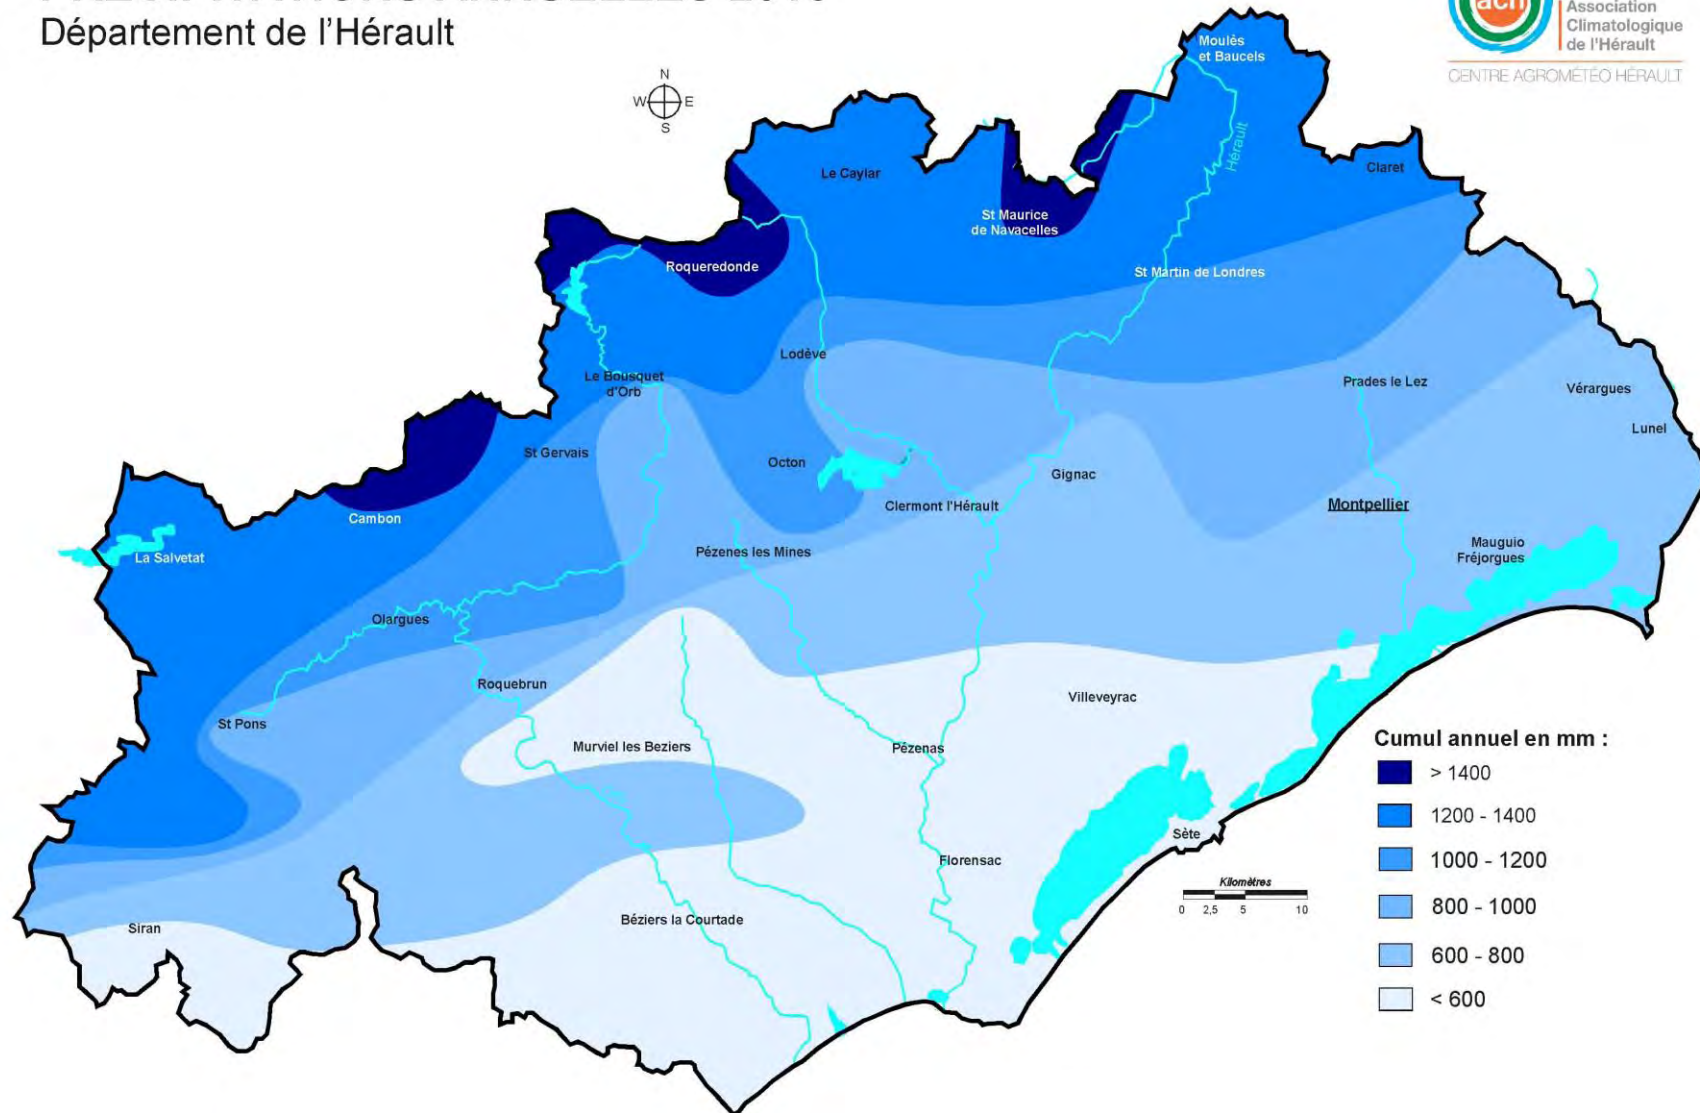 Département de l'Hérault
ach
Association
Climatologique
de l'Hérault
CENTRE AGROMÉTÉO HÉRAULT
N
W E
S
Moulès
et Baucels
Hérault
Le Caylar
Claret
St Maurice
de Navacelles
Roqueredonde
St Martin de Londres
Lodève
Le Bousquet
d'Orb
Prades le Lez
Vérargues
Lunel
St Gervais
Octon
Gignac
Clermont l'Hérault
Montpellier
Cambon
La Salvetat
Pézenes les Mines
Mauguio
Fréjorgues
Olargues
Roquebrun
Villeveyrac
St Pons
Murviel les Beziers
Pézenas
Sète
Florensac
Béziers la Courtade
Siran
Kilomètres
0 2,5 5 10
Cumul annuel en mm :
> 1400
1200 - 1400
1000 - 1200
800 - 1000
600 - 800
< 600